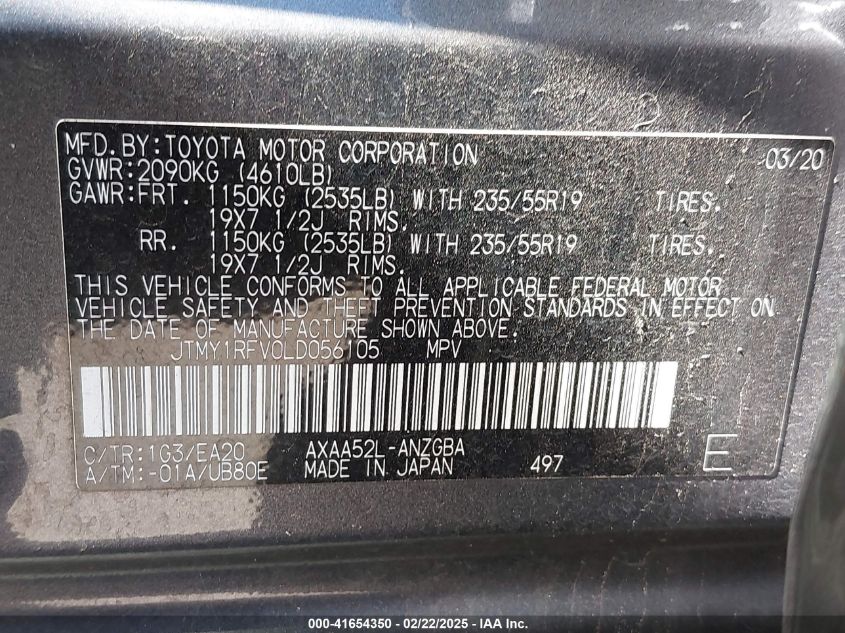 MFD.BY:TOYOTA MOTOR CORPORATION 03/20
GVWR:2090KG (4610LB)
GAWR:FRT. 1150KG (2535LB) WITH 235/55R19 TIRES.
19X7 1/2J RIMS.
RR. 1150KG (2535LB) WITH 235/55R19 TIRES.
19X7 1/2J RIMS.
THIS VEHICLE CONFORMS TO ALL APPLICABLE FEDERAL MOTOR
VEHICLE SAFETY AND THEFT PREVENTION STANDARDS IN EFFECT ON
THE DATE OF MANUFACTURE SHOWN ABOVE.
JTMY1RFV0LD056105 MPV
C/TR:1G3/EA20 AXAA52L-ANZGBA
A/TM:-01A/UB80E MADE IN JAPAN 497 E
000-41654350 - 02/22/2025 - IAA Inc.